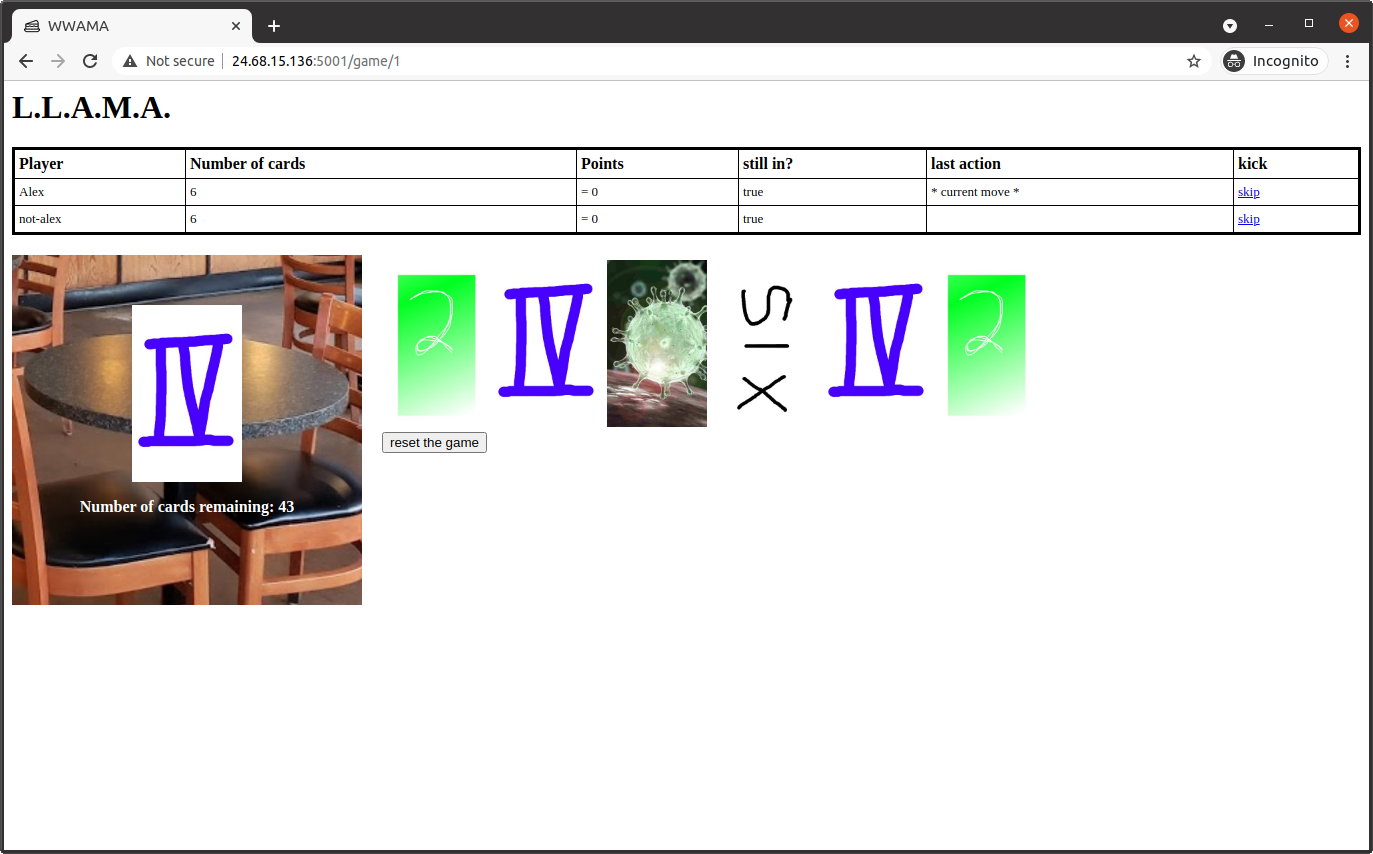 WWAMA
Not secure 24.68.15.136:5001/game/1 Incognito
L.L.A.M.A.
Player Number of cards Points still in? last action kick
Alex 6 = 0 true * current move * skip
not-alex 6 = 0 true skip
2 IV SIX IV 2
IV
reset the game
Number of cards remaining: 43